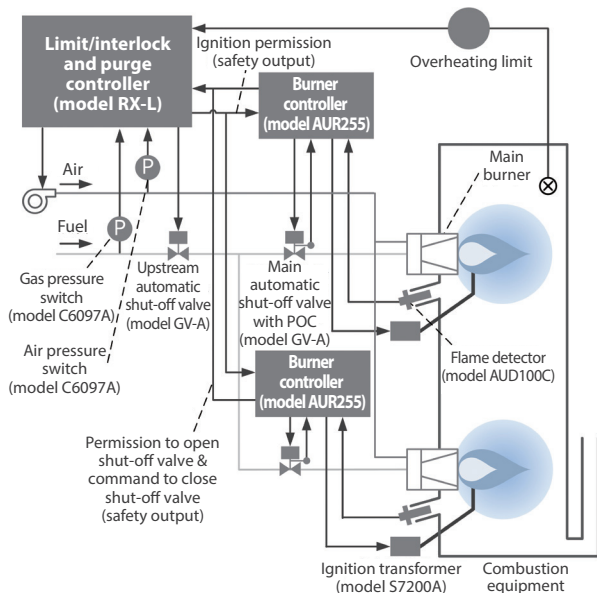 Limit/interlock
and purge
controller
(model RX-L)
Ignition permission
(safety output)
Overheating limit
Burner
controller
(model AUR255)
Main
burner
Air
P
Fuel
P
Gas pressure
switch
(model C6097A)
Upstream
automatic
shut-off valve
(model GV-A)
Main
automatic
shut-off valve
with POC
(model GV-A)
Air pressure
switch
(model C6097A)
Flame detector
(model AUD100C)
Burner
controller
(model AUR255)
Permission to open
shut-off valve &
command to close
shut-off valve
(safety output)
Ignition transformer
(model S7200A)
Combustion
equipment